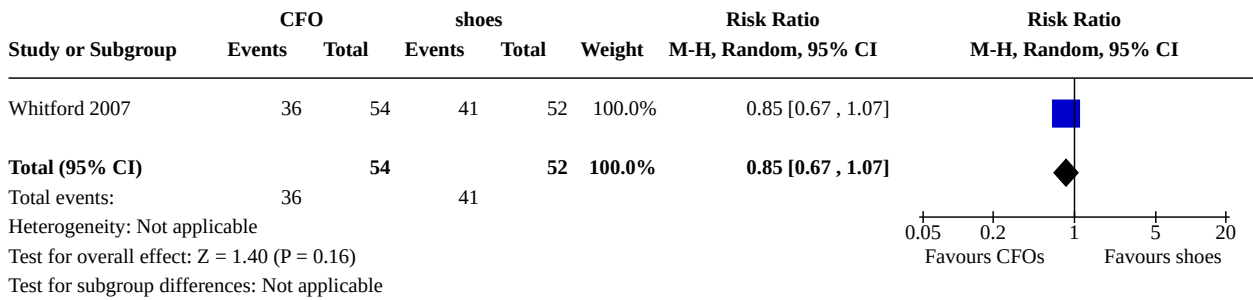 CFO shoes Risk Ratio Risk Ratio
Study or Subgroup Events Total Events Total Weight M-H, Random, 95% CI M-H, Random, 95% CI
Whitford 2007 36 54 41 52 100.0% 0.85 [0.67 , 1.07]
Total (95% CI) 54 52 100.0% 0.85 [0.67 , 1.07]
Total events: 36 41
Heterogeneity: Not applicable
0.05 0.2 1 5 20
Test for overall effect: Z = 1.40 (P = 0.16) Favours CFOs Favours shoes
Test for subgroup differences: Not applicable